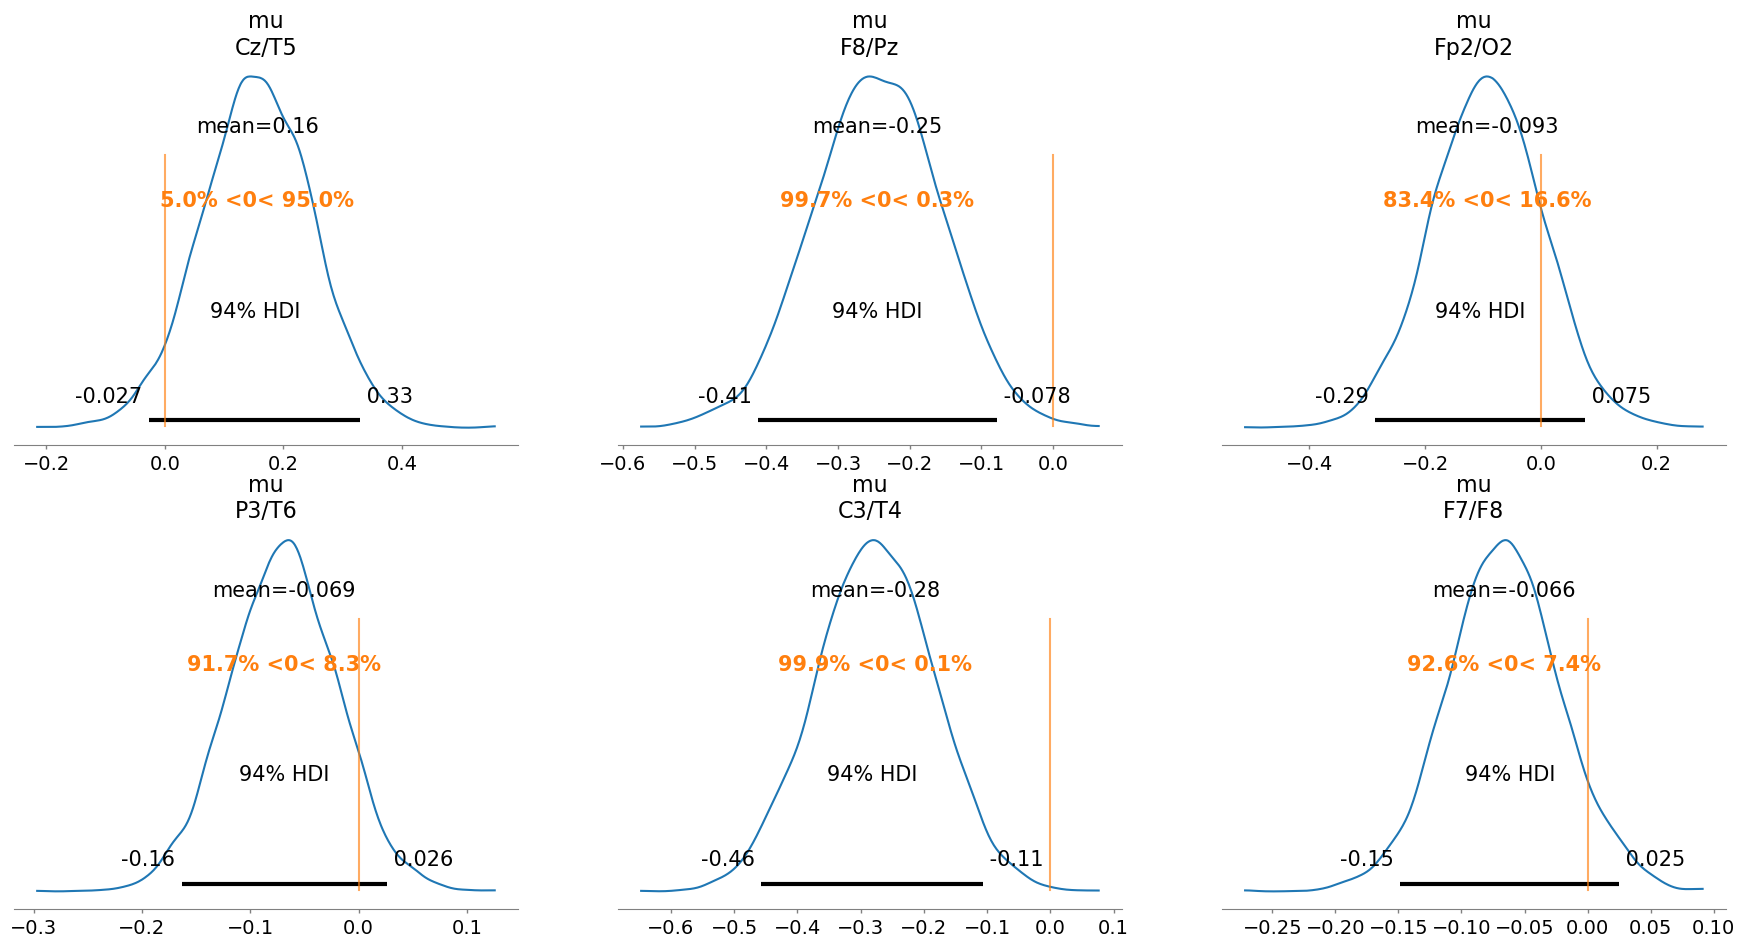 mu
Cz/T5
mean=0.16
5.0% <0< 95.0%
94% HDI
-0.027
0.33
−0.2 0.0 0.2 0.4
mu
F8/Pz
mean=-0.25
99.7% <0< 0.3%
94% HDI
-0.41
-0.078
−0.6 −0.5 −0.4 −0.3 −0.2 −0.1 0.0
mu
Fp2/O2
mean=-0.093
83.4% <0< 16.6%
94% HDI
-0.29
0.075
−0.4 −0.2 0.0 0.2
mu
P3/T6
mean=-0.069
91.7% <0< 8.3%
94% HDI
-0.16
0.026
−0.3 −0.2 −0.1 0.0 0.1
mu
C3/T4
mean=-0.28
99.9% <0< 0.1%
94% HDI
-0.46
-0.11
−0.6 −0.5 −0.4 −0.3 −0.2 −0.1 0.0 0.1
mu
F7/F8
mean=-0.066
92.6% <0< 7.4%
94% HDI
-0.15
0.025
−0.25 −0.20 −0.15 −0.10 −0.05 0.00 0.05 0.10